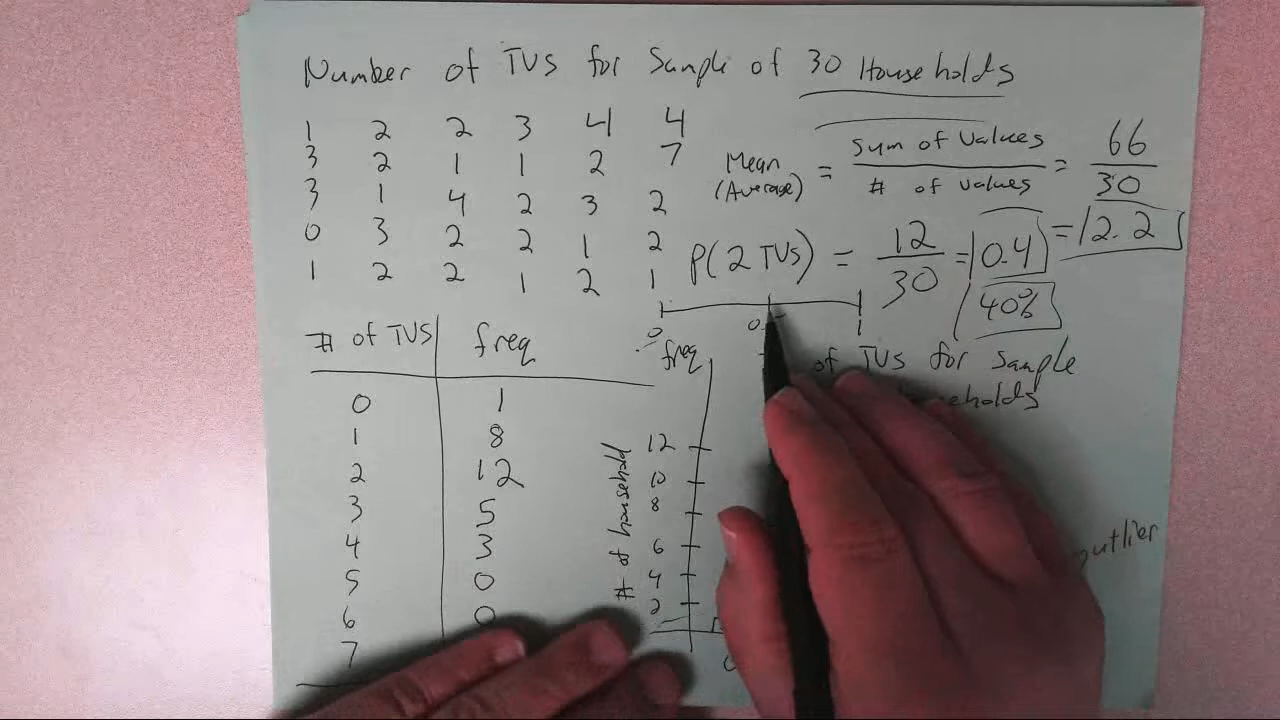 Number of TVs for Sample of 30 Households
1 2 2 3 4 4
3 2 1 1 2 7
3 1 4 2 3 2
0 3 2 2 1 2
1 2 2 1 2 1
Mean (Average) = sum of values / # of values = 66 / 30 = 2.2
P(2 TVs) = 12 / 30 = 0.4
40%
0 0. 1
# of TVs freq
0 1
1 8
2 12
3 5
4 3
5 0
6 0
7
freq
of TVs for Sample
seholds
# of household
12
10
8
6
4
2
0
outlier